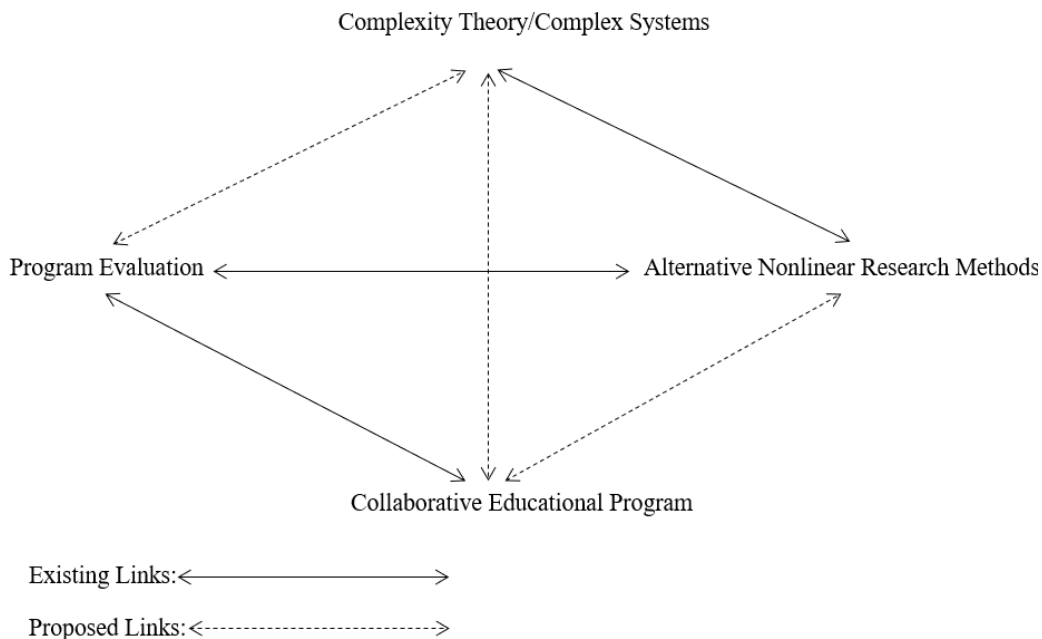 Complexity Theory/Complex Systems
Program Evaluation
Alternative Nonlinear Research Methods
Collaborative Educational Program
Existing Links:
Proposed Links: